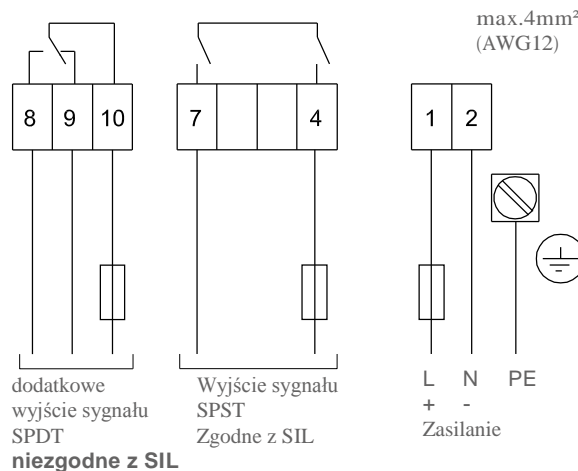 max.4mm²
(AWG12)
8 9 10 7 4 1 2
L N PE
+ -
Zasilanie
dodatkowe
wyjście sygnału
SPDT
niezgodne z SIL
Wyjście sygnału
SPST
Zgodne z SIL